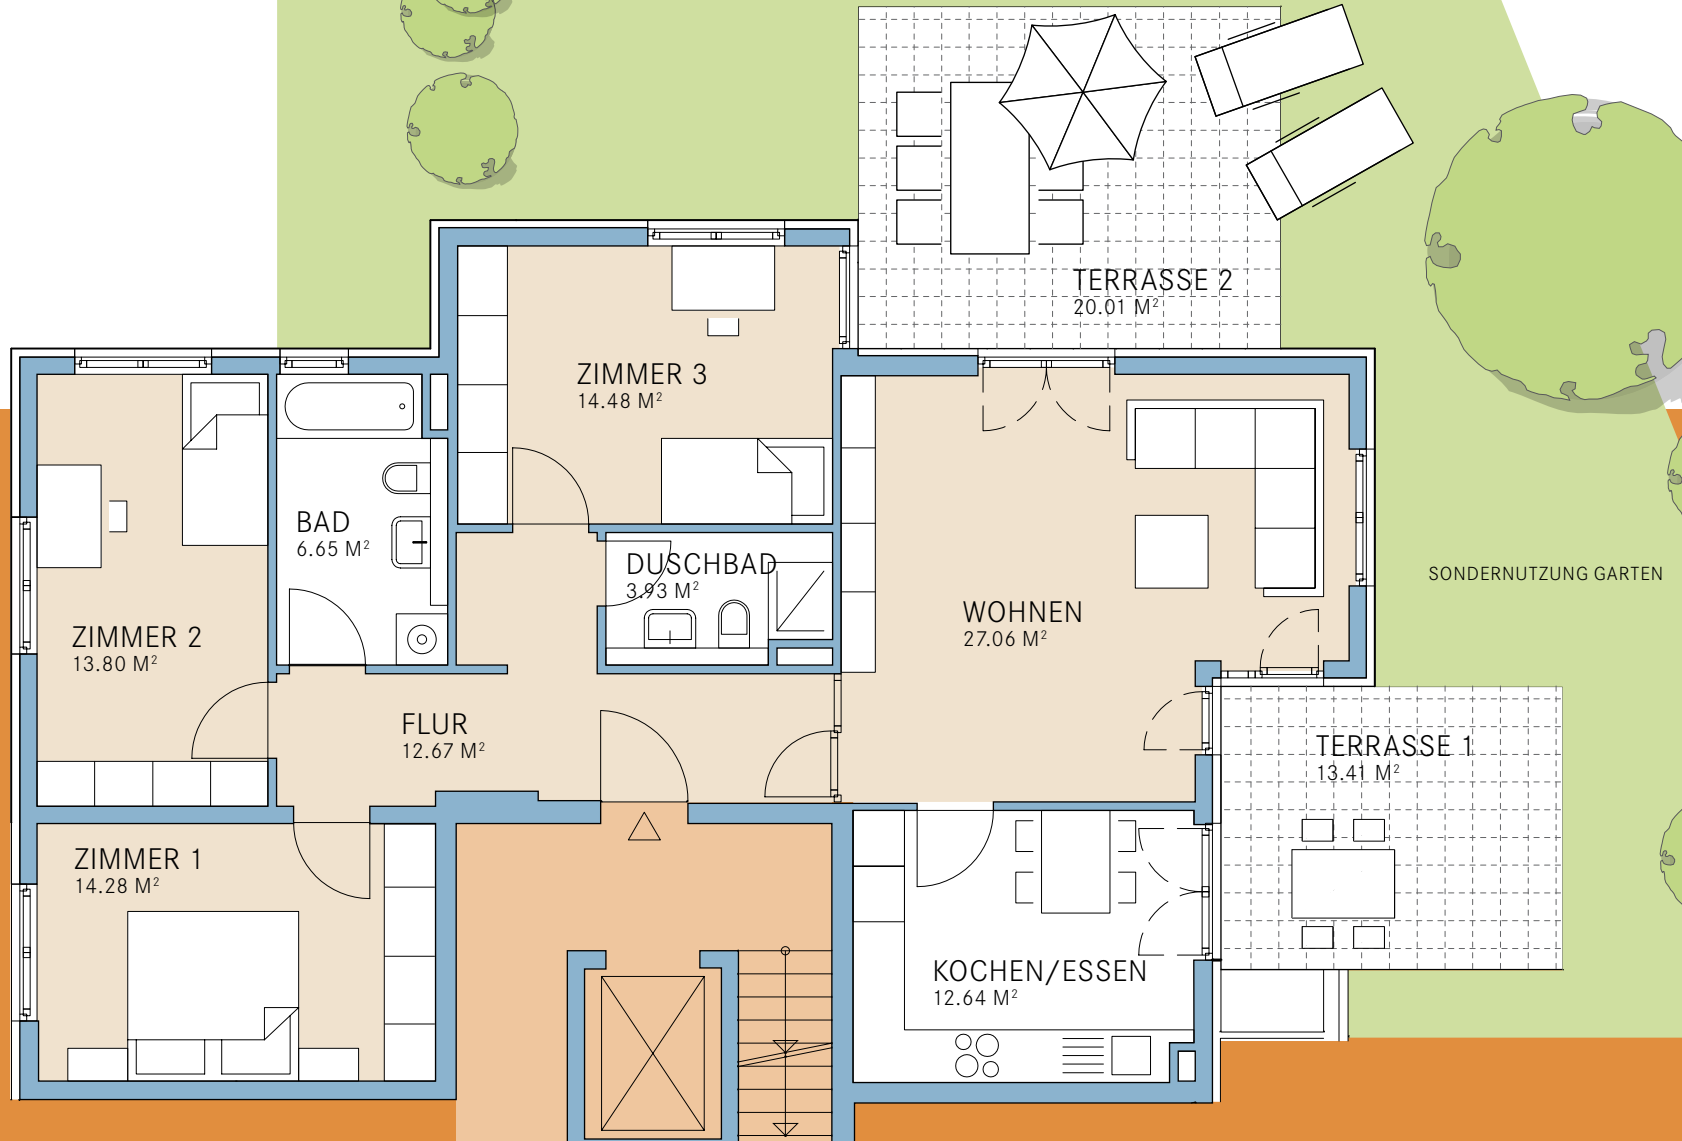 TERRASSE 2
20.01 M²
ZIMMER 3
14.48 M²
BAD
6.65 M²
DUSCHBAD
3.93 M²
ZIMMER 2
13.80 M²
WOHNEN
27.06 M²
SONDERNUTZUNG GARTEN
FLUR
12.67 M²
TERRASSE 1
13.41 M²
ZIMMER 1
14.28 M²
KOCHEN/ESSEN
12.64 M²